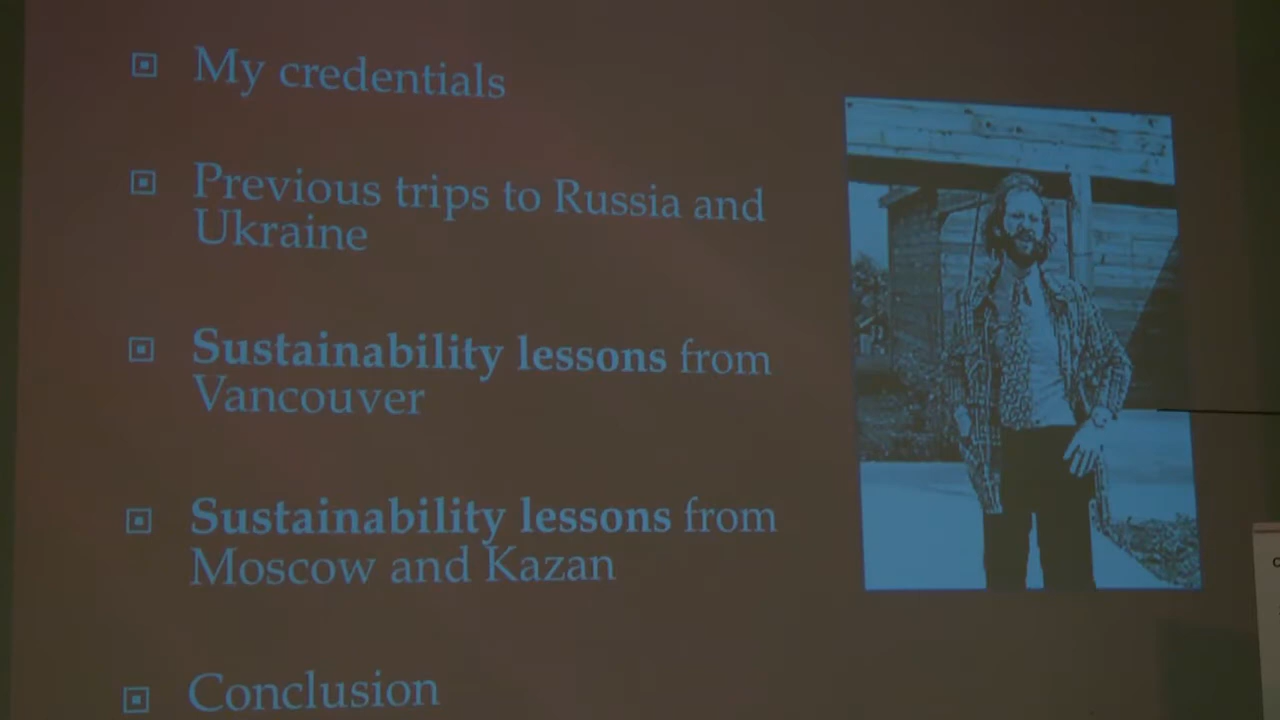 My credentials
Previous trips to Russia and
Ukraine
Sustainability lessons from
Vancouver
Sustainability lessons from
Moscow and Kazan
Conclusion